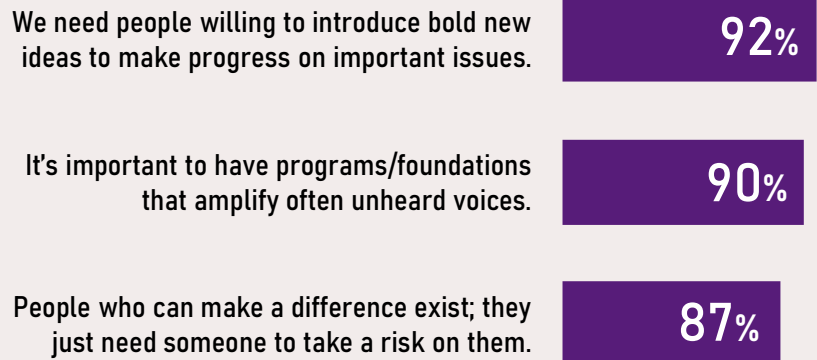 We need people willing to introduce bold new
ideas to make progress on important issues.
92%
It's important to have programs/foundations
that amplify often unheard voices.
90%
People who can make a difference exist; they
just need someone to take a risk on them.
87%